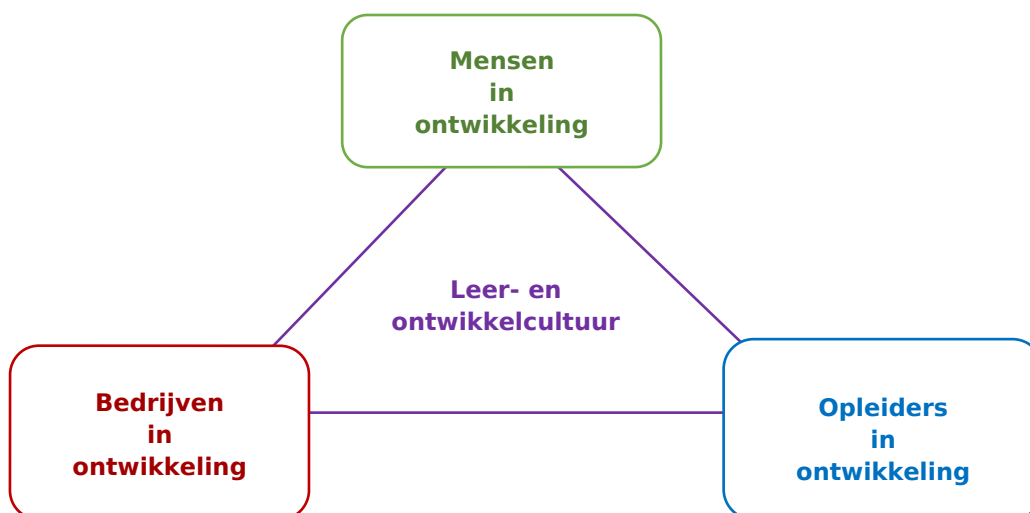 Mensen
in
ontwikkeling
Leer- en
ontwikkelcultuur
Bedrijven
in
ontwikkeling
Opleiders
in
ontwikkeling